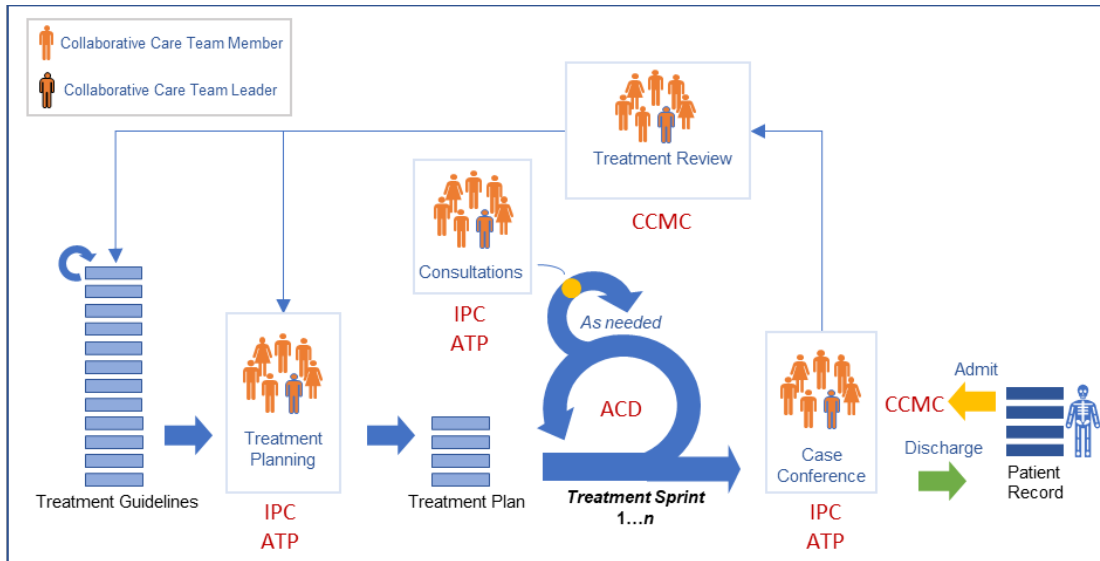 Collaborative Care Team Member
Collaborative Care Team Leader
Treatment Review
CCMC
Consultations
IPC
ATP
As needed
ACD
Treatment Guidelines
Treatment
Planning
IPC
ATP
Treatment Plan
Treatment Sprint
1…n
Case
Conference
IPC
ATP
Admit
CCMC
Discharge
Patient
Record